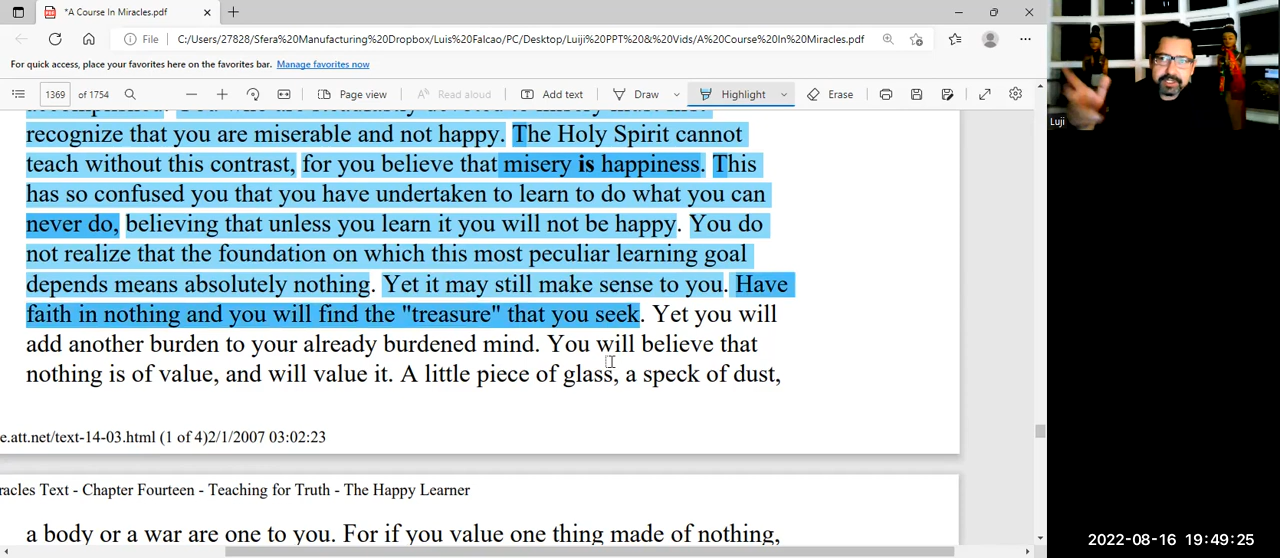 *A Course In Miracles.pdf
File
C:/Users/27828/Sfera%20Manufacturing%20Dropbox/Luis%20Falcao/PC/Desktop/Luiji%20PPT%20&%20Vids/A%20Course%20In%20Miracles.pdf
For quick access, place your favorites here on the favorites bar. Manage favorites now
1369 of 1754
Page view
Read aloud
Add text
Draw
Highlight
Erase
recognize that you are miserable and not happy. The Holy Spirit cannot
teach without this contrast, for you believe that misery is happiness. This
has so confused you that you have undertaken to learn to do what you can
never do, believing that unless you learn it you will not be happy. You do
not realize that the foundation on which this most peculiar learning goal
depends means absolutely nothing. Yet it may still make sense to you. Have
faith in nothing and you will find the "treasure" that you seek. Yet you will
add another burden to your already burdened mind. You will believe that
nothing is of value, and will value it. A little piece of glass, a speck of dust,
e.att.net/text-14-03.html (1 of 4)2/1/2007 03:02:23
racles Text - Chapter Fourteen - Teaching for Truth - The Happy Learner
a body or a war are one to you. For if you value one thing made of nothing,
Luji
2022-08-16 19:49:25